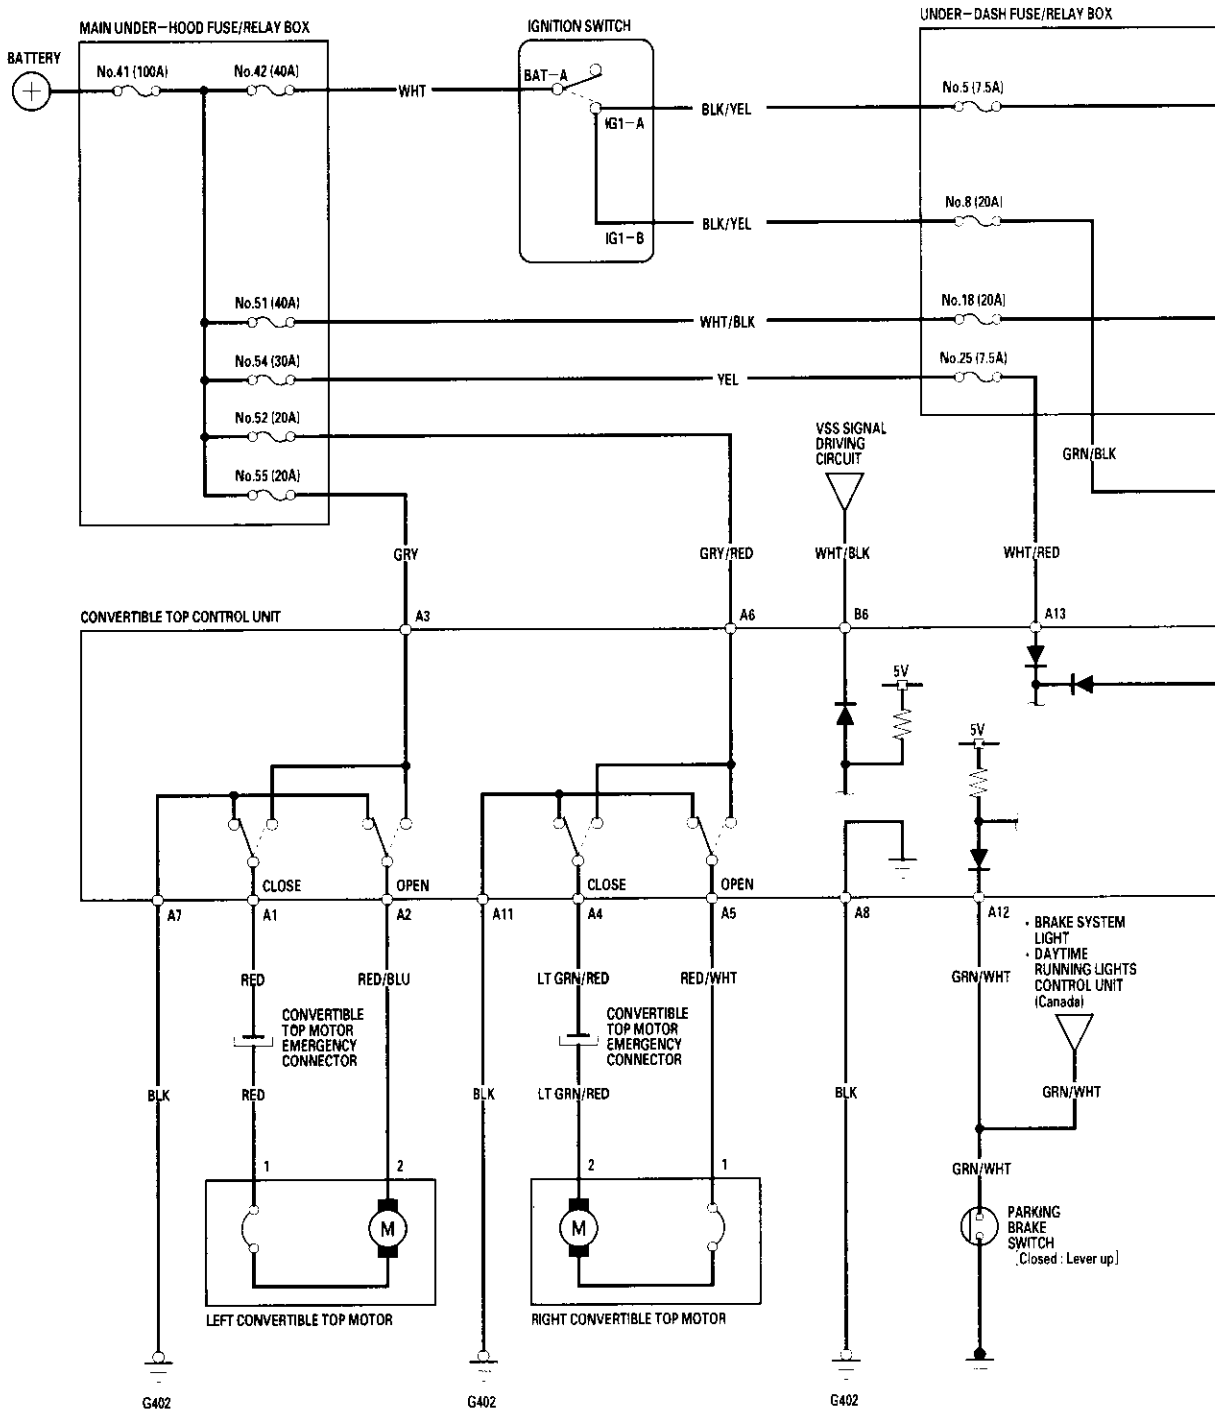 MAIN UNDER-HOOD FUSE/RELAY BOX
IGNITION SWITCH
UNDER-DASH FUSE/RELAY BOX
BATTERY
No.41 (100A)
No.42 (40A)
BAT-A
WHT
No.5 (7.5A)
IG1-A
BLK/YEL
No.8 (20A)
BLK/YEL
IG1-B
No.51 (40A)
No.18 (20A)
WHT/BLK
No.54 (30A)
No.25 (7.5A)
YEL
No.52 (20A)
VSS SIGNAL
DRIVING
CIRCUIT
GRN/BLK
No.55 (20A)
GRY
GRY/RED
WHT/BLK
WHT/RED
CONVERTIBLE TOP CONTROL UNIT
A3
A6
B6
A13
5V
5V
CLOSE
OPEN
CLOSE
OPEN
A7
A1
A2
A11
A4
A5
A8
A12
• BRAKE SYSTEM
LIGHT
• DAYTIME
RUNNING LIGHTS
CONTROL UNIT
(Canada)
RED
RED/BLU
LT GRN/RED
RED/WHT
GRN/WHT
CONVERTIBLE
TOP MOTOR
EMERGENCY
CONNECTOR
CONVERTIBLE
TOP MOTOR
EMERGENCY
CONNECTOR
BLK
RED
BLK
LT GRN/RED
BLK
GRN/WHT
1
2
2
1
GRN/WHT
M
M
PARKING
BRAKE
SWITCH
[Closed : Lever up]
LEFT CONVERTIBLE TOP MOTOR
RIGHT CONVERTIBLE TOP MOTOR
G402
G402
G402